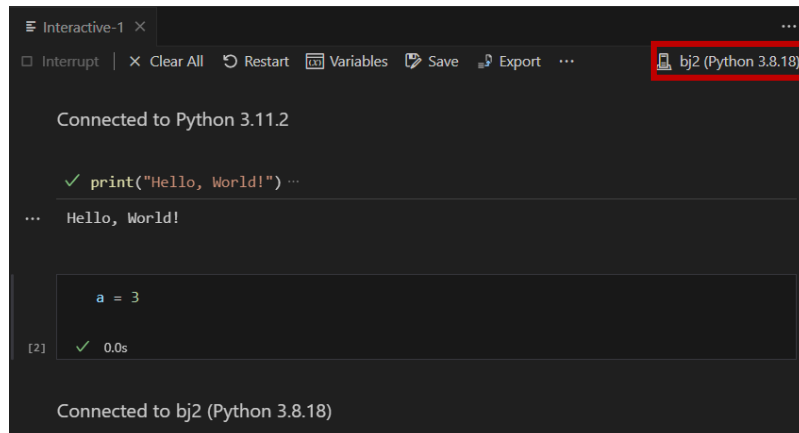 Interactive-1
Interrupt | Clear All Restart Variables Save Export ... bj2 (Python 3.8.18)
Connected to Python 3.11.2
print("Hello, World!") ...
Hello, World!
a = 3
[2] 0.0s
Connected to bj2 (Python 3.8.18)